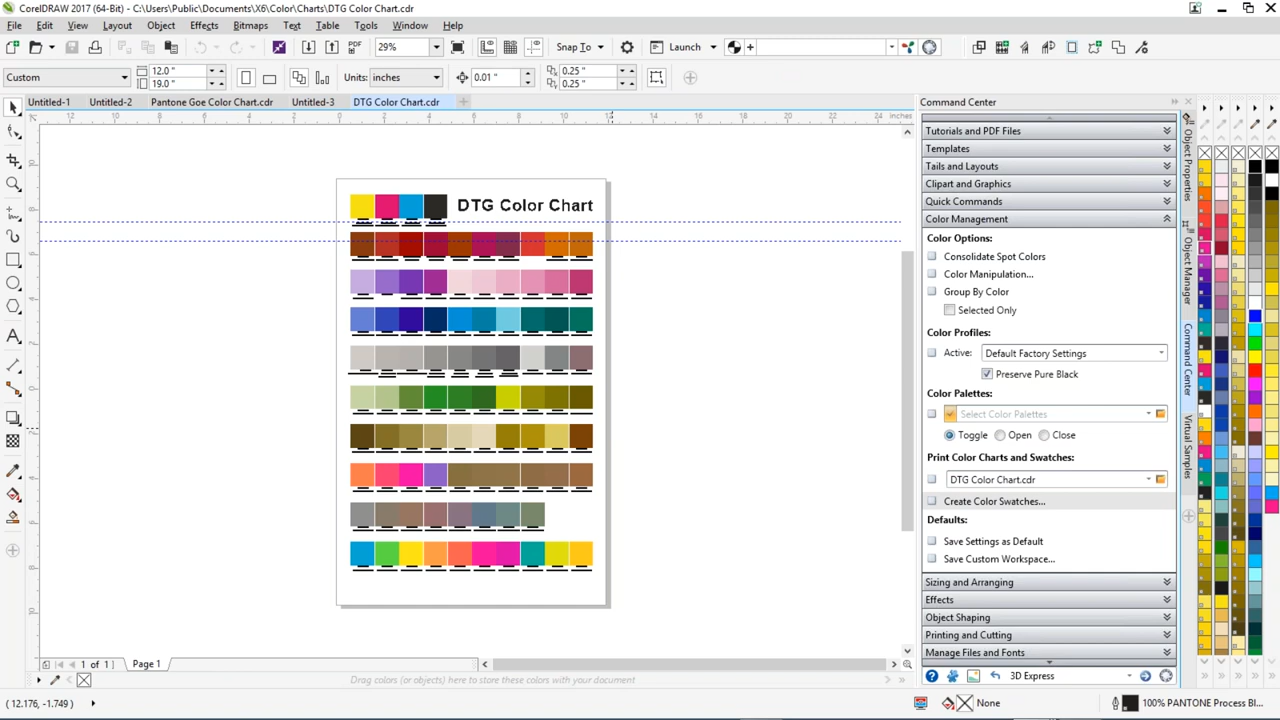 CorelDRAW 2017 (64-Bit) - C:\Users\Public\Documents\X6\Color\Charts\DTG Color Chart.cdr
File Edit View Layout Object Effects Bitmaps Text Table Tools Window Help
PDF 29% Snap To Launch
Custom 12.0 " 19.0 " Units: inches 0.01 " 0.25 " 0.25 "
Untitled-1 Untitled-2 Pantone Goe Color Chart.cdr Untitled-3 DTG Color Chart.cdr
inches
DTG Color Chart
Command Center
Tutorials and PDF Files
Templates
Tails and Layouts
Clipart and Graphics
Quick Commands
Color Management
Color Options:
Consolidate Spot Colors
Color Manipulation...
Group By Color
Selected Only
Color Profiles:
Active: Default Factory Settings
Preserve Pure Black
Color Palettes:
Select Color Palettes
Toggle Open Close
Print Color Charts and Swatches:
DTG Color Chart.cdr
Create Color Swatches...
Defaults:
Save Settings as Default
Save Custom Workspace...
Sizing and Arranging
Effects
Object Shaping
Printing and Cutting
Manage Files and Fonts
3D Express
Object Properties
Object Manager
Command Center
Virtual Samples
1 of 1 Page 1
Drag colors (or objects) here to store these colors with your document
( 12.176, -1.749 ) None 100% PANTONE Process Bl...